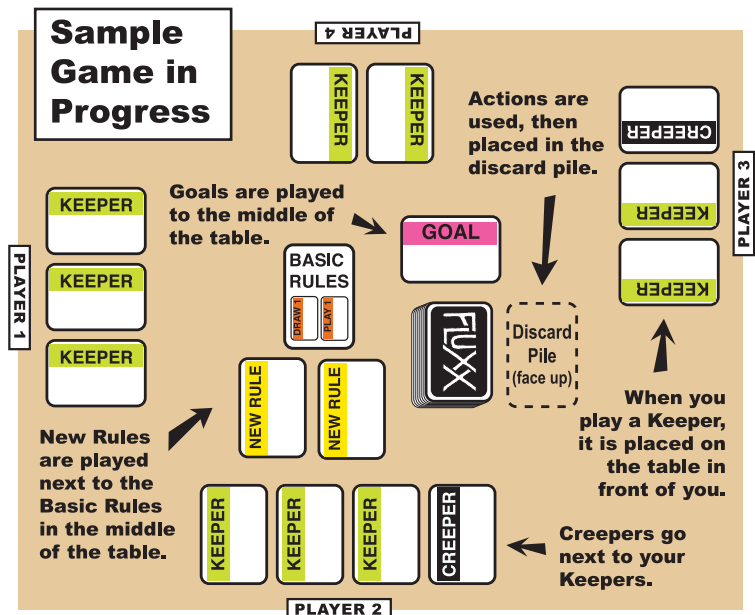 Sample
Game in
Progress
PLAYER 4
KEEPER
KEEPER
Actions are
used, then
placed in the
discard pile.
CREEPER
KEEPER
KEEPER
PLAYER 3
Goals are played
to the middle of
the table.
GOAL
KEEPER
KEEPER
KEEPER
PLAYER 1
BASIC
RULES
DRAW 1
PLAY 1
FLUXX
Discard
Pile
(face up)
NEW RULE
NEW RULE
When you
play a Keeper,
it is placed on
the table in
front of you.
New Rules
are played
next to the
Basic Rules
in the middle
of the table.
KEEPER
KEEPER
KEEPER
CREEPER
Creepers go
next to your
Keepers.
PLAYER 2